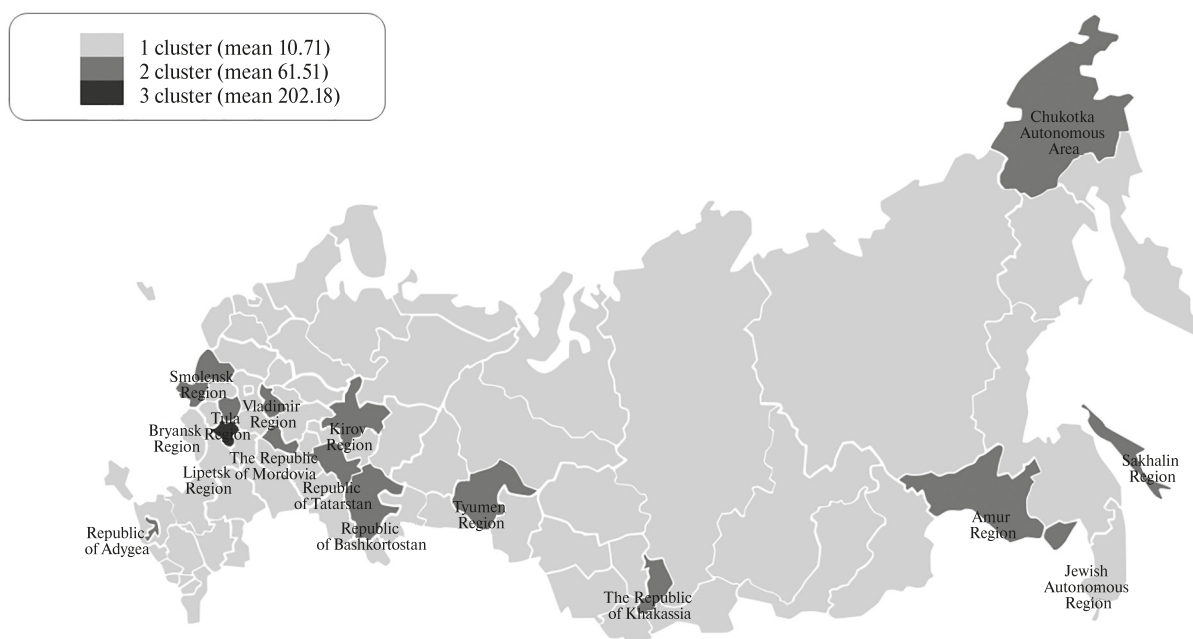 1 cluster (mean 10.71)
2 cluster (mean 61.51)
3 cluster (mean 202.18)
Chukotka
Autonomous
Area
Smolensk
Region
Vladimir
Region
Tula
Region
Bryansk
Region
Kirov
Region
The Republic
of Mordovia
Lipetsk
Region
Republic
of Tatarstan
Tyumen
Region
Republic
of Bashkortostan
Republic
of Adygea
Sakhalin
Region
Amur
Region
Jewish
Autonomous
Region
The Republic
of Khakassia